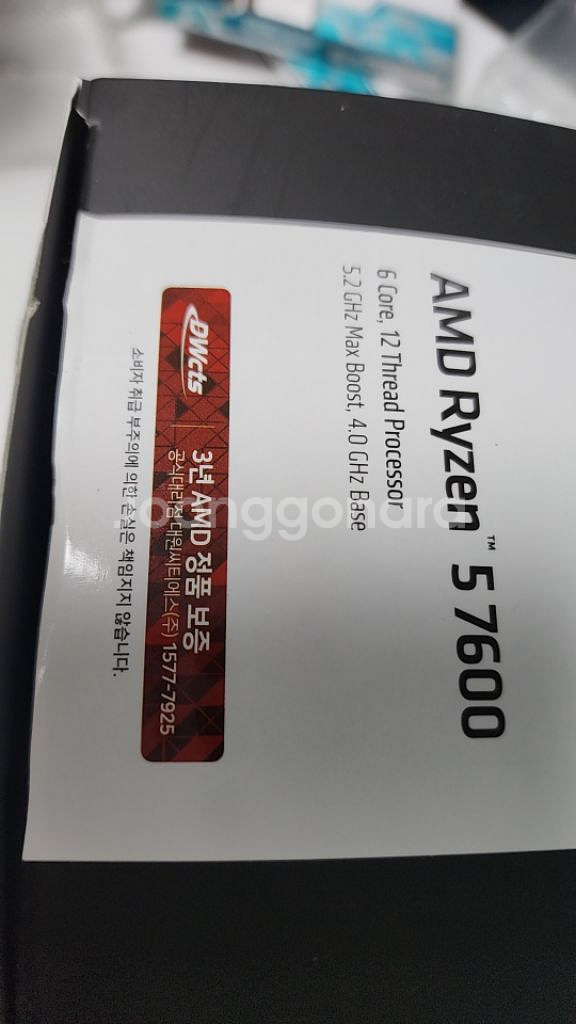 AMD Ryzen™ 5 7600
6 Core, 12 Thread Processor
5.2 GHz Max Boost, 4.0 GHz Base
DWcts
3년 AMD 정품 보증
공식대리점 대원씨티에스(주) 1577-7925
소비자 취급 부주의에 의한 손실은 책임지지 않습니다.
joonggonara